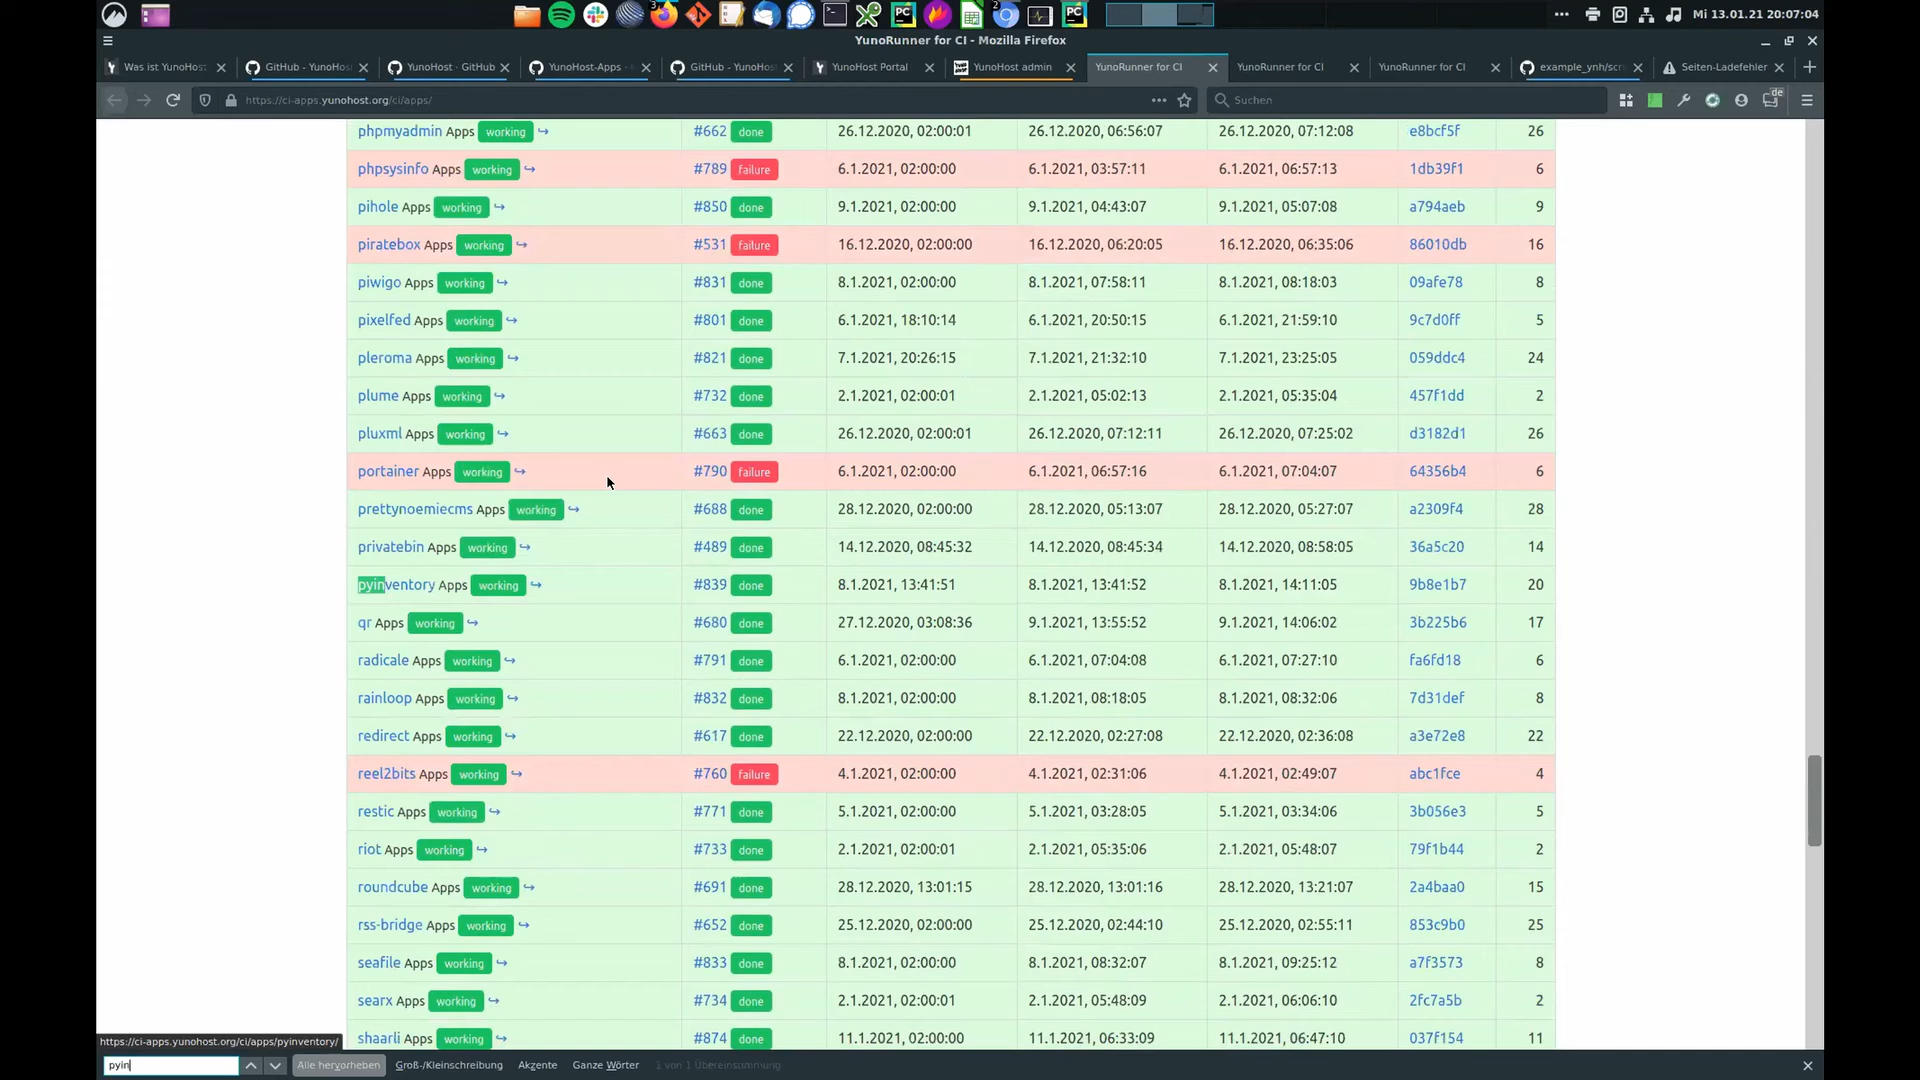 Mi 13.01.21 20:07:04
YunoRunner for CI - Mozilla Firefox
Was ist YunoHos GitHub - YunoHos YunoHost · GitHub YunoHost-Apps · GitHub - YunoHost YunoHost Portal YunoHost admin YunoRunner for CI YunoRunner for CI YunoRunner for CI example_ynh/scri Seiten-Ladefehler
https://ci-apps.yunohost.org/ci/apps/ Suchen de
phpmyadmin Apps working #662 done 26.12.2020, 02:00:01 26.12.2020, 06:56:07 26.12.2020, 07:12:08 e8bcf5f 26
phpsysinfo Apps working #789 failure 6.1.2021, 02:00:00 6.1.2021, 03:57:11 6.1.2021, 06:57:13 1db39f1 6
pihole Apps working #850 done 9.1.2021, 02:00:00 9.1.2021, 04:43:07 9.1.2021, 05:07:08 a794aeb 9
piratebox Apps working #531 failure 16.12.2020, 02:00:00 16.12.2020, 06:20:05 16.12.2020, 06:35:06 86010db 16
piwigo Apps working #831 done 8.1.2021, 02:00:00 8.1.2021, 07:58:11 8.1.2021, 08:18:03 09afe78 8
pixelfed Apps working #801 done 6.1.2021, 18:10:14 6.1.2021, 20:50:15 6.1.2021, 21:59:10 9c7d0ff 5
pleroma Apps working #821 done 7.1.2021, 20:26:15 7.1.2021, 21:32:10 7.1.2021, 23:25:05 059ddc4 24
plume Apps working #732 done 2.1.2021, 02:00:01 2.1.2021, 05:02:13 2.1.2021, 05:35:04 457f1dd 2
pluxml Apps working #663 done 26.12.2020, 02:00:01 26.12.2020, 07:12:11 26.12.2020, 07:25:02 d3182d1 26
portainer Apps working #790 failure 6.1.2021, 02:00:00 6.1.2021, 06:57:16 6.1.2021, 07:04:07 64356b4 6
prettynoemiecms Apps working #688 done 28.12.2020, 02:00:00 28.12.2020, 05:13:07 28.12.2020, 05:27:07 a2309f4 28
privatebin Apps working #489 done 14.12.2020, 08:45:32 14.12.2020, 08:45:34 14.12.2020, 08:58:05 36a5c20 14
pyinventory Apps working #839 done 8.1.2021, 13:41:51 8.1.2021, 13:41:52 8.1.2021, 14:11:05 9b8e1b7 20
qr Apps working #680 done 27.12.2020, 03:08:36 9.1.2021, 13:55:52 9.1.2021, 14:06:02 3b225b6 17
radicale Apps working #791 done 6.1.2021, 02:00:00 6.1.2021, 07:04:08 6.1.2021, 07:27:10 fa6fd18 6
rainloop Apps working #832 done 8.1.2021, 02:00:00 8.1.2021, 08:18:05 8.1.2021, 08:32:06 7d31def 8
redirect Apps working #617 done 22.12.2020, 02:00:00 22.12.2020, 02:27:08 22.12.2020, 02:36:08 a3e72e8 22
reel2bits Apps working #760 failure 4.1.2021, 02:00:00 4.1.2021, 02:31:06 4.1.2021, 02:49:07 abc1fce 4
restic Apps working #771 done 5.1.2021, 02:00:00 5.1.2021, 03:28:05 5.1.2021, 03:34:06 3b056e3 5
riot Apps working #733 done 2.1.2021, 02:00:01 2.1.2021, 05:35:06 2.1.2021, 05:48:07 79f1b44 2
roundcube Apps working #691 done 28.12.2020, 13:01:15 28.12.2020, 13:01:16 28.12.2020, 13:21:07 2a4baa0 15
rss-bridge Apps working #652 done 25.12.2020, 02:00:00 25.12.2020, 02:44:10 25.12.2020, 02:55:11 853c9b0 25
seafile Apps working #833 done 8.1.2021, 02:00:00 8.1.2021, 08:32:07 8.1.2021, 09:25:12 a7f3573 8
searx Apps working #734 done 2.1.2021, 02:00:01 2.1.2021, 05:48:09 2.1.2021, 06:06:10 2fc7a5b 2
shaarli Apps working #874 done 11.1.2021, 02:00:00 11.1.2021, 06:33:09 11.1.2021, 06:47:10 037f154 11
https://ci-apps.yunohost.org/ci/apps/pyinventory/
pyin Alle hervorheben Groß-/Kleinschreibung Akzente Ganze Wörter 1 von 1 Übereinstimmung